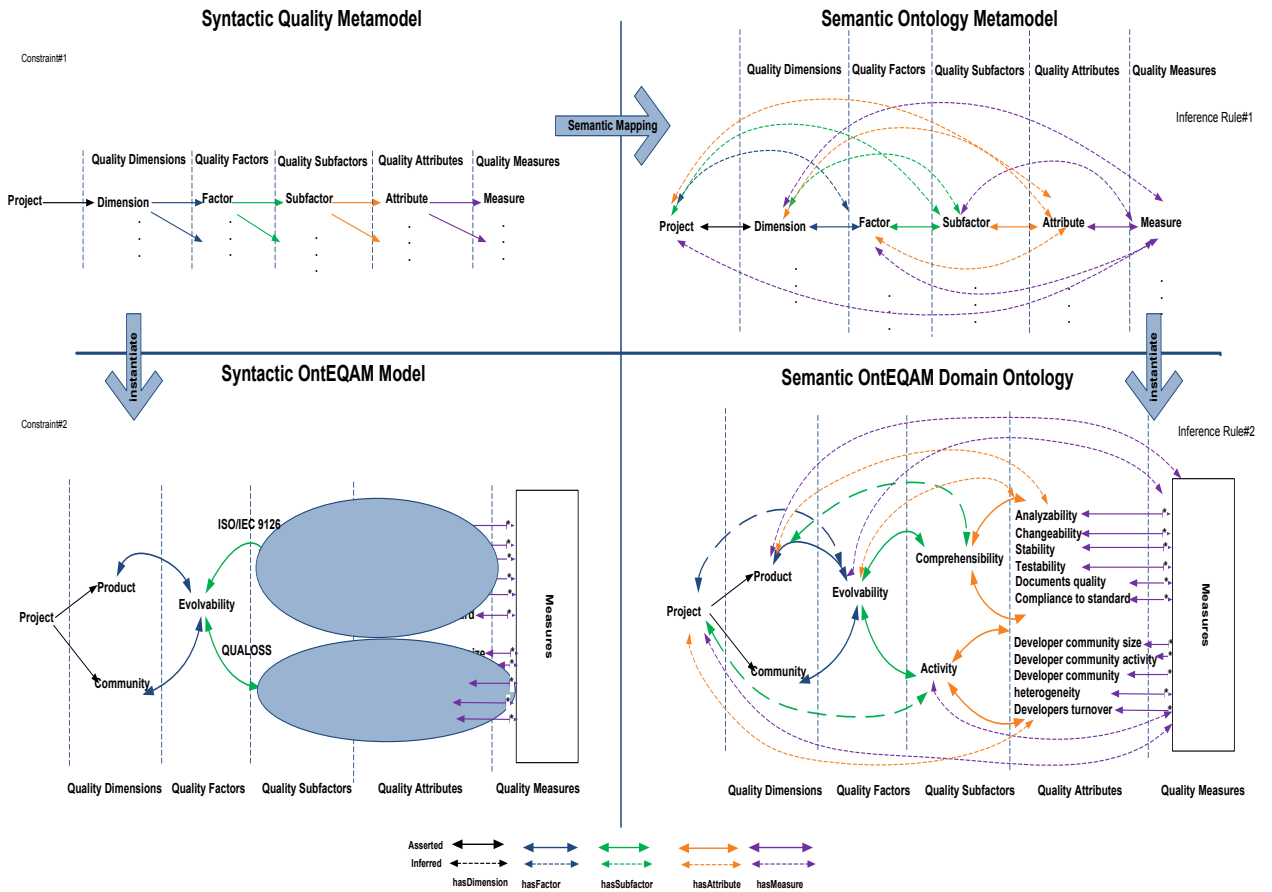 Syntactic Quality Metamodel
Constraint#1
Quality Dimensions Quality Factors Quality Subfactors Quality Attributes Quality Measures
Project Dimension Factor Subfactor Attribute Measure
Semantic Mapping
Semantic Ontology Metamodel
Quality Dimensions Quality Factors Quality Subfactors Quality Attributes Quality Measures
Inference Rule#1
Project Dimension Factor Subfactor Attribute Measure
instantiate
instantiate
Syntactic OntEQAM Model
Constraint#2
ISO/IEC 9126
Product
Evolvability
Project
QUALOSS
Community
Measures
Quality Dimensions Quality Factors Quality Subfactors Quality Attributes Quality Measures
Semantic OntEQAM Domain Ontology
Inference Rule#2
Analyzability
Changeability
Comprehensibility
Stability
Testability
Product
Documents quality
Evolvability
Compliance to standard
Project
Developer community size
Developer community activity
Community
Activity
Developer community
heterogeneity
Developers turnover
Measures
Quality Dimensions Quality Factors Quality Subfactors Quality Attributes Quality Measures
Asserted
Inferred
hasDimension hasFactor hasSubfactor hasAttribute hasMeasure